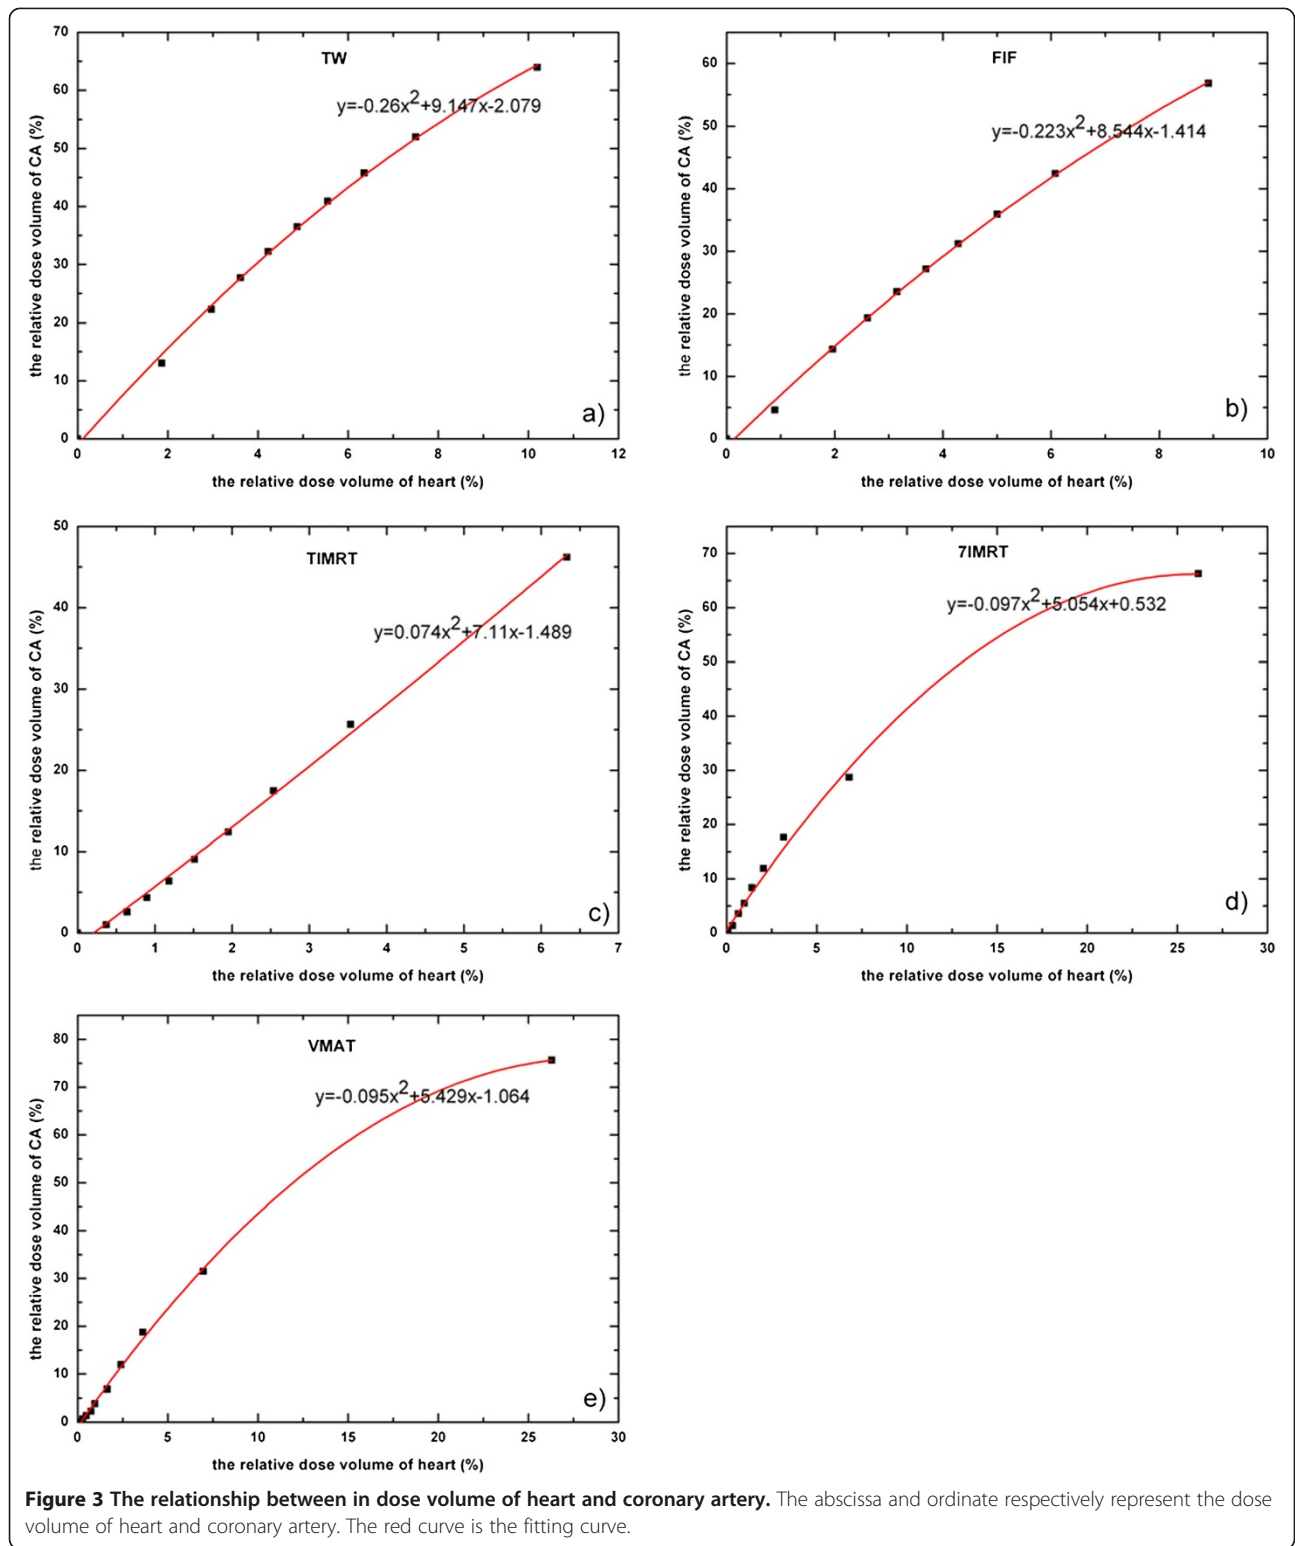 TW
y=-0.26x²+9.147x-2.079
the relative dose volume of CA (%)
70
60
50
40
30
20
10
0
0 2 4 6 8 10 12
the relative dose volume of heart (%)
a)
FIF
y=-0.223x²+8.544x-1.414
the relative dose volume of CA (%)
60
50
40
30
20
10
0
0 2 4 6 8 10
the relative dose volume of heart (%)
b)
TIMRT
y=0.074x²+7.11x-1.489
the relative dose volume of CA (%)
50
40
30
20
10
0
0 1 2 3 4 5 6 7
the relative dose volume of heart (%)
c)
7IMRT
y=-0.097x²+5.054x+0.532
the relative dose volume of CA (%)
70
60
50
40
30
20
10
0
0 5 10 15 20 25 30
the relative dose volume of heart (%)
d)
VMAT
y=-0.095x²+5.429x-1.064
the relative dose volume of CA (%)
80
70
60
50
40
30
20
10
0
0 5 10 15 20 25 30
the relative dose volume of heart (%)
e)
Figure 3 The relationship between in dose volume of heart and coronary artery. The abscissa and ordinate respectively represent the dose
volume of heart and coronary artery. The red curve is the fitting curve.